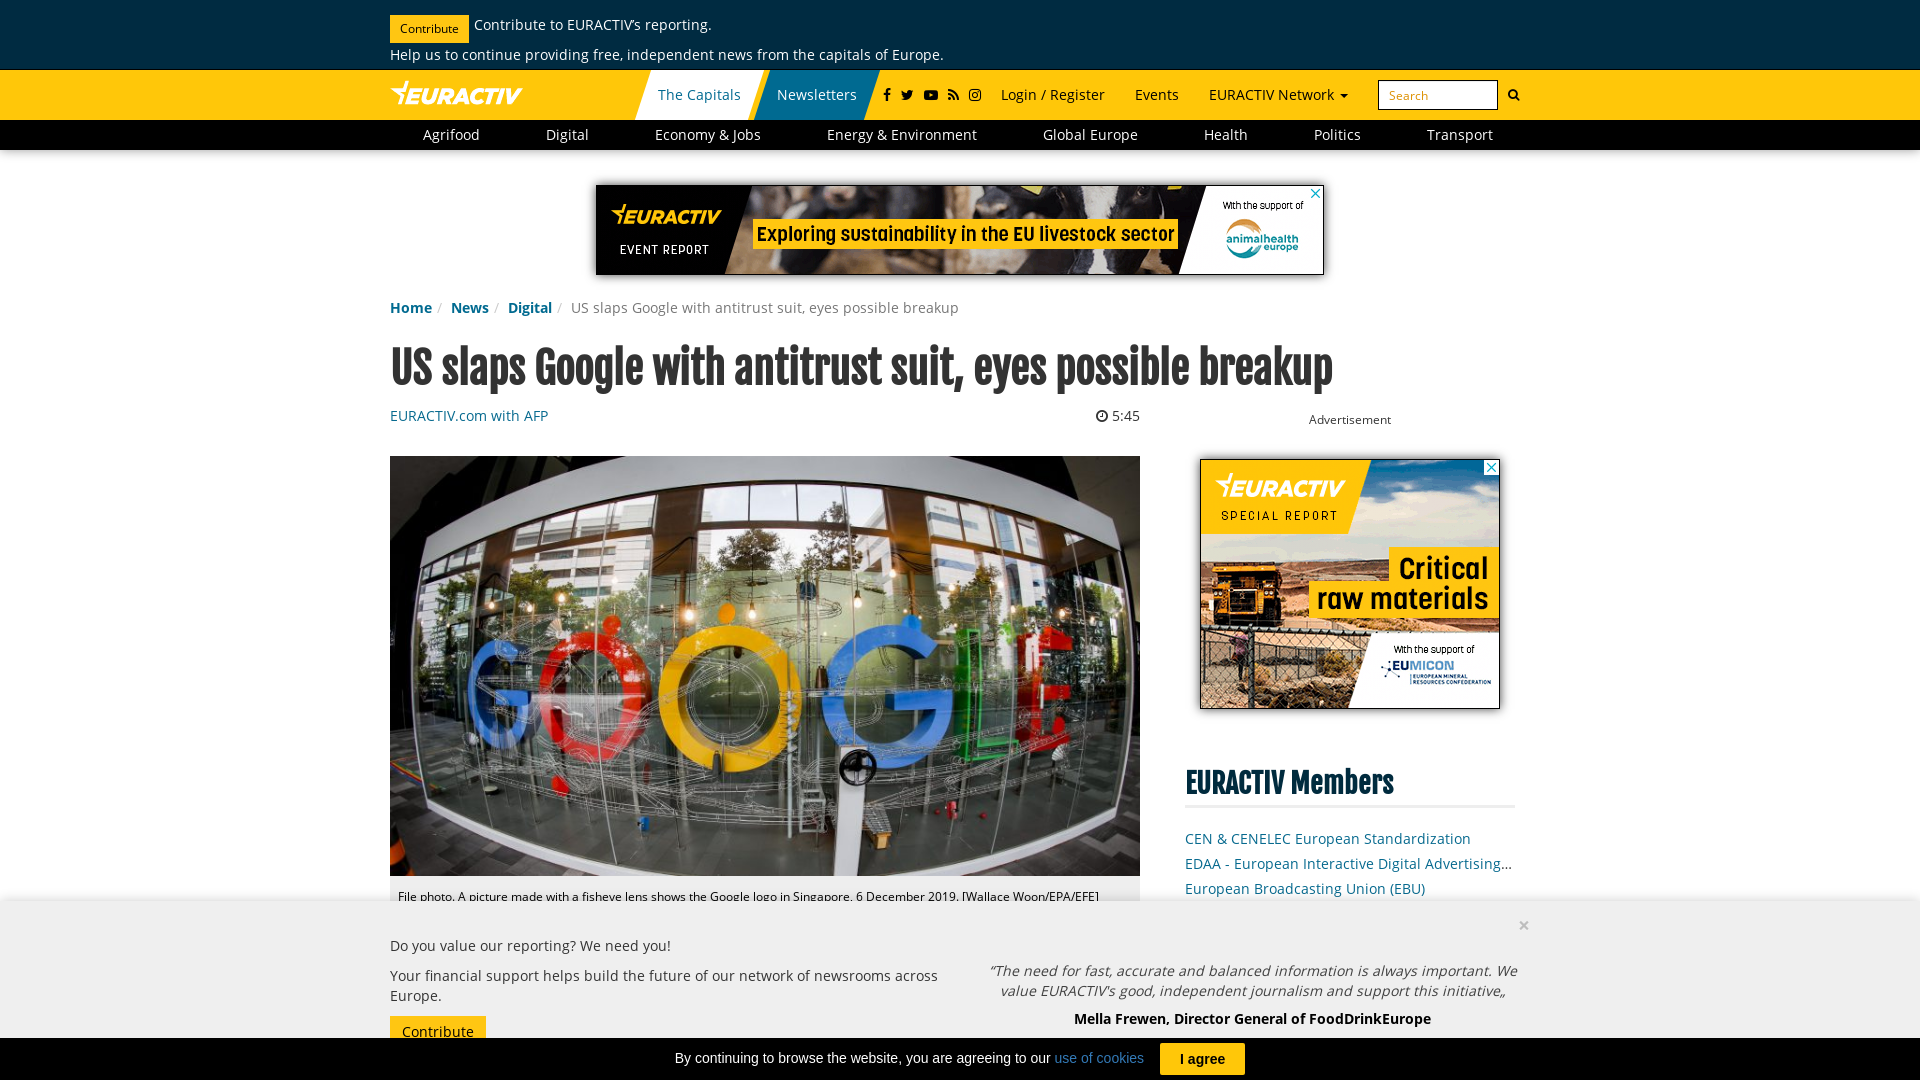 Contribute Contribute to EURACTIV's reporting.
Help us to continue providing free, independent news from the capitals of Europe.
EURACTIV The Capitals Newsletters Login / Register Events EURACTIV Network Search
Agrifood Digital Economy & Jobs Energy & Environment Global Europe Health Politics Transport
EURACTIV
EVENT REPORT
Exploring sustainability in the EU livestock sector
With the support of
animalhealth
europe
Home / News / Digital / US slaps Google with antitrust suit, eyes possible breakup
US slaps Google with antitrust suit, eyes possible breakup
EURACTIV.com with AFP 5:45
Advertisement
GOOGLE
EURACTIV
SPECIAL REPORT
Critical
raw materials
With the support of
EUMICON
EUROPEAN MINERAL
RESOURCES CONFEDERATION
EURACTIV Members
CEN & CENELEC European Standardization
EDAA - European Interactive Digital Advertising...
European Broadcasting Union (EBU)
File photo. A picture made with a fisheye lens shows the Google logo in Singapore, 6 December 2019. [Wallace Woon/EPA/EFE]
×
Do you value our reporting? We need you!
Your financial support helps build the future of our network of newsrooms across
Europe.
Contribute
“The need for fast, accurate and balanced information is always important. We
value EURACTIV's good, independent journalism and support this initiative„
Mella Frewen, Director General of FoodDrinkEurope
By continuing to browse the website, you are agreeing to our use of cookies I agree